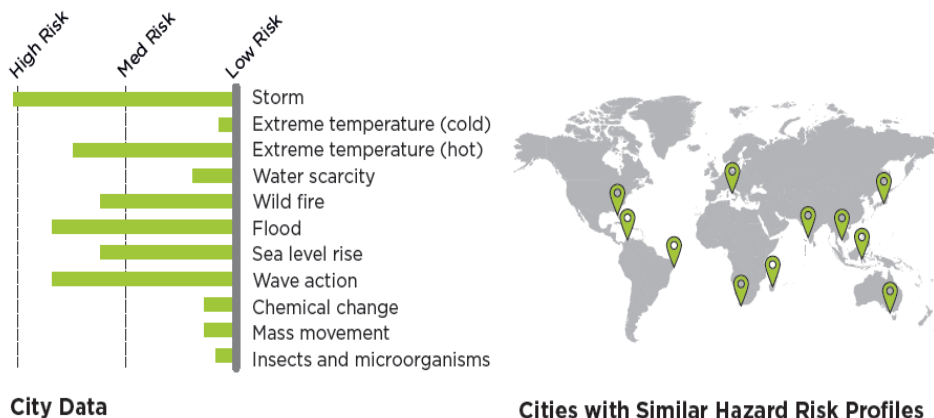 High Risk
Med Risk
Low Risk
Storm
Extreme temperature (cold)
Extreme temperature (hot)
Water scarcity
Wild fire
Flood
Sea level rise
Wave action
Chemical change
Mass movement
Insects and microorganisms
City Data
Cities with Similar Hazard Risk Profiles